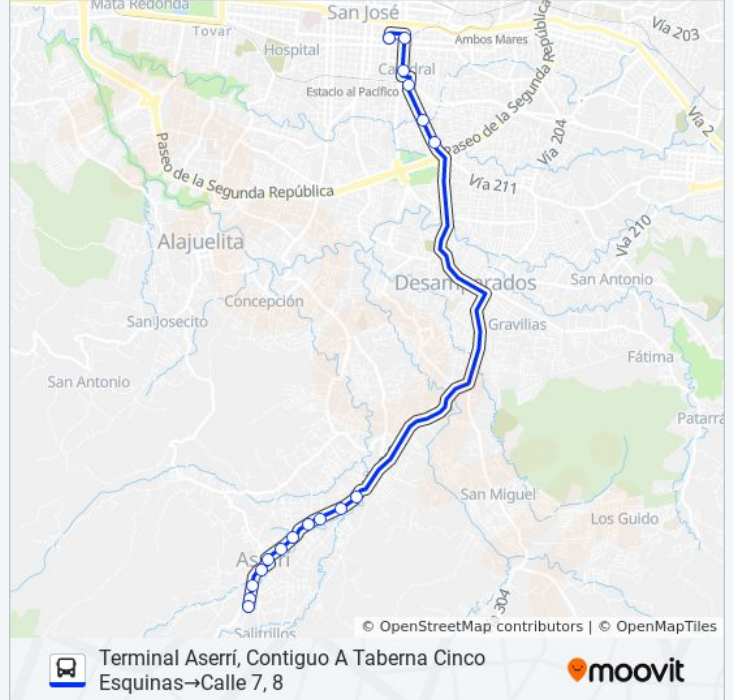 Mata Redonda
San José
Tovar
Vía 203
Hospital
Ambos Mares
Catedral
Estacio al Pacífico
Paseo de la Segunda República
Vía 2
Vía 204
Paseo de la Segunda República
Vía 211
Vía 210
Alajuelita
Desamparados
San Antonio
Concepción
San Josecito
Gravilias
Fátima
San Antonio
Patarrá
San Miguel
Los Guido
Aserrí
304
Salitrillos
© OpenStreetMap contributors | © OpenMapTiles
Terminal Aserrí, Contiguo A Taberna Cinco
Esquinas→Calle 7, 8
moovit